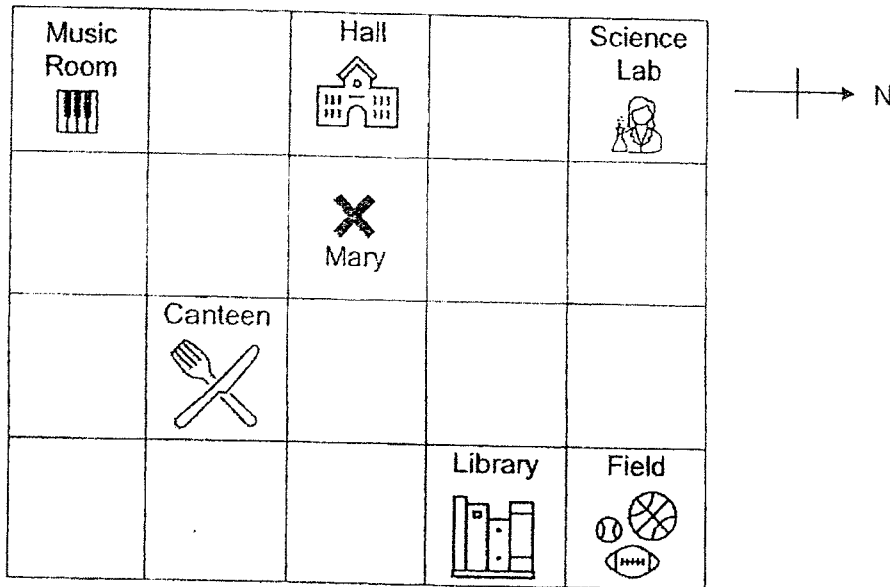 Music
Room
Hall
Science
Lab
N
Mary
Canteen
Library
Field